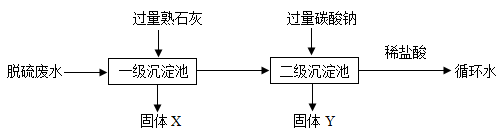 过量熟石灰
过量碳酸钠
稀盐酸
脱硫废水
一级沉淀池
二级沉淀池
循环水
固体 X
固体 Y